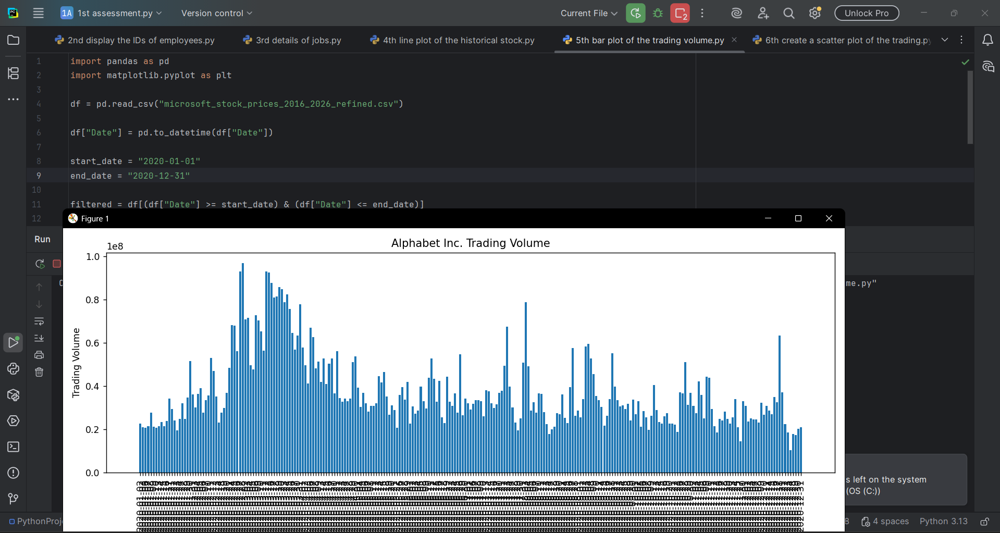 1A 1st assessment.py Version control Current File 2 Unlock Pro
2nd display the IDs of employees.py 3rd details of jobs.py 4th line plot of the historical stock.py 5th bar plot of the trading volume.py 6th create a scatter plot of the trading.py
1 import pandas as pd
2 import matplotlib.pyplot as plt
3
4 df = pd.read_csv("microsoft_stock_prices_2016_2026_refined.csv")
5
6 df["Date"] = pd.to_datetime(df["Date"])
7
8 start_date = "2020-01-01"
9 end_date = "2020-12-31"
10
11 filtered = df[(df["Date"] >= start_date) & (df["Date"] <= end_date)]
12
Figure 1
Run
Alphabet Inc. Trading Volume
1e8
1.0
0.8
0.6
0.4
0.2
0.0
Trading Volume
me.py"
s left on the system
(OS (C:))
PythonProj
8 4 spaces Python 3.13